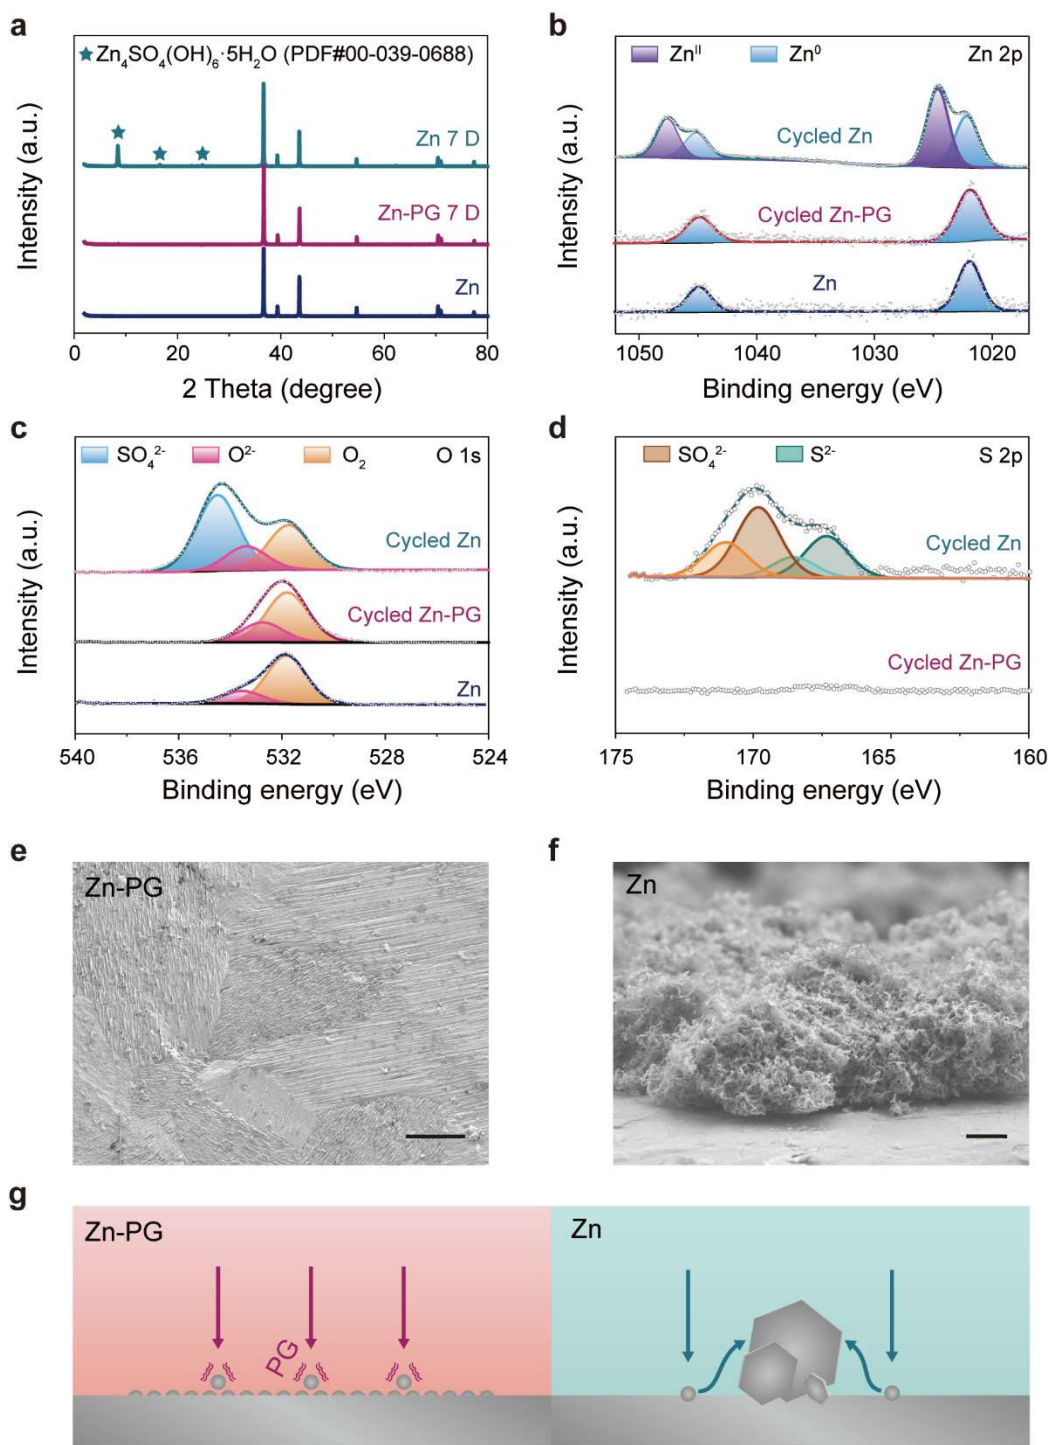 a
★Zn₄SO₄(OH)₆·5H₂O (PDF#00-039-0688)
Zn 7 D
Zn-PG 7 D
Zn
Intensity (a.u.)
0 20 40 60 80
2 Theta (degree)
b
Znᴵᴵ Zn⁰ Zn 2p
Cycled Zn
Cycled Zn-PG
Zn
Intensity (a.u.)
1050 1040 1030 1020
Binding energy (eV)
c
SO₄²⁻ O²⁻ O₂ O 1s
Cycled Zn
Cycled Zn-PG
Zn
Intensity (a.u.)
540 536 532 528 524
Binding energy (eV)
d
SO₄²⁻ S²⁻ S 2p
Cycled Zn
Cycled Zn-PG
Intensity (a.u.)
175 170 165 160
Binding energy (eV)
e
Zn-PG
f
Zn
g
Zn-PG
PG
Zn